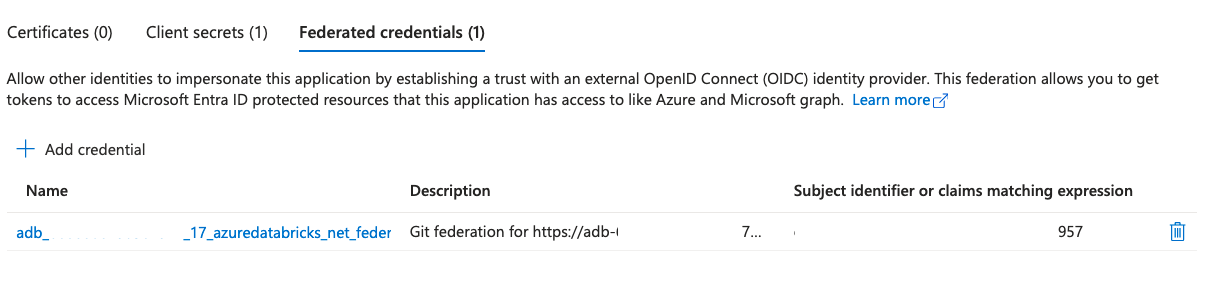 Certificates (0) Client secrets (1) Federated credentials (1)
Allow other identities to impersonate this application by establishing a trust with an external OpenID Connect (OIDC) identity provider. This federation allows you to get
tokens to access Microsoft Entra ID protected resources that this application has access to like Azure and Microsoft graph. Learn more
Add credential
Name Description Subject identifier or claims matching expression
adb_ _17_azuredatabricks_net_feder Git federation for https://adb- 7... 957